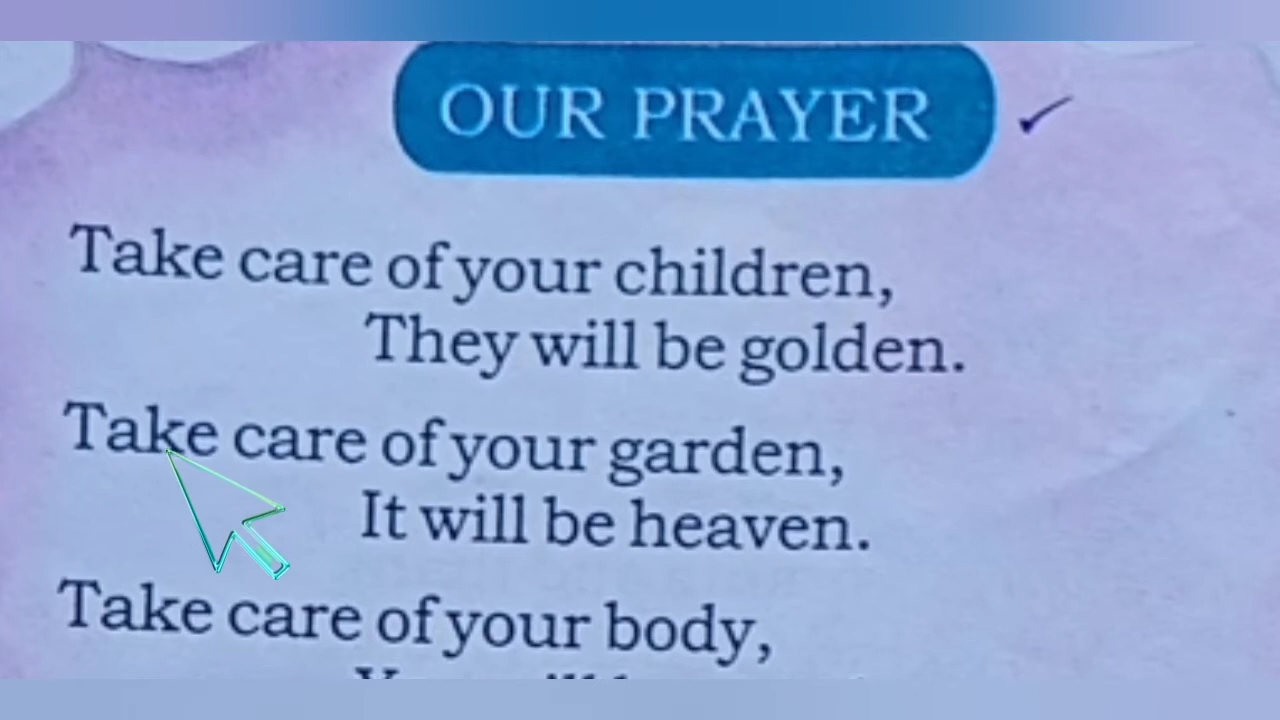 OUR PRAYER
Take care of your children,
They will be golden.
Take care of your garden,
It will be heaven.
Take care of your body,